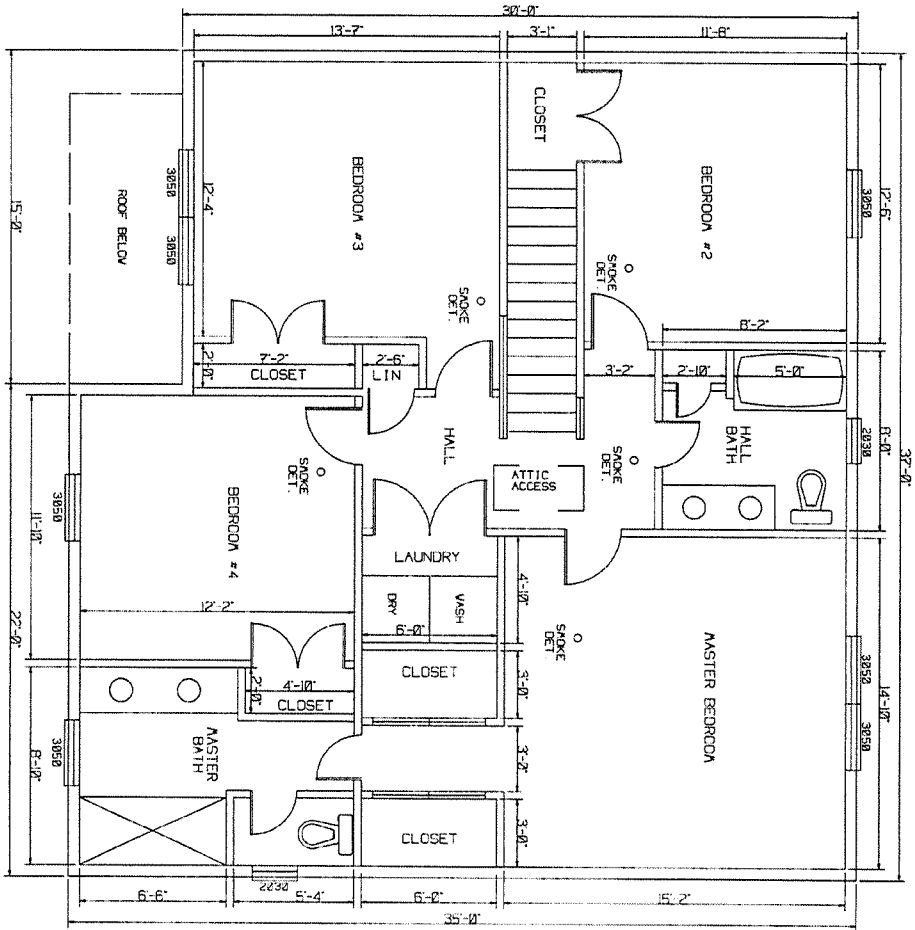 30'-0"
13'-7"
3'-1"
11'-8"
CLOSET
BEDROOM #3
BEDROOM #2
3050
3050
3050
12'-4"
12'-6"
15'-0"
ROOF BELOW
SMOKE
DET.
SMOKE
DET.
8'-2"
7'-2"
2'-0"
CLOSET
2'-6"
LIN
3'-2"
2'-10"
5'-0"
8'-0"
37'-0"
HALL
HALL
BATH
2030
SMOKE
DET.
SMOKE
DET.
ATTIC
ACCESS
3050
BEDROOM #4
11'-10"
LAUNDRY
DRY
WASH
4'-10"
12'-2"
6'-0"
22'-0"
SMOKE
DET.
MASTER BEDROOM
3050
3050
14'-10"
4'-10"
2'-0"
CLOSET
CLOSET
3'-0"
3050
MASTER
BATH
3'-0"
8'-10"
CLOSET
3'-0"
2030
6'-6"
5'-4"
6'-0"
15'-2"
35'-0"